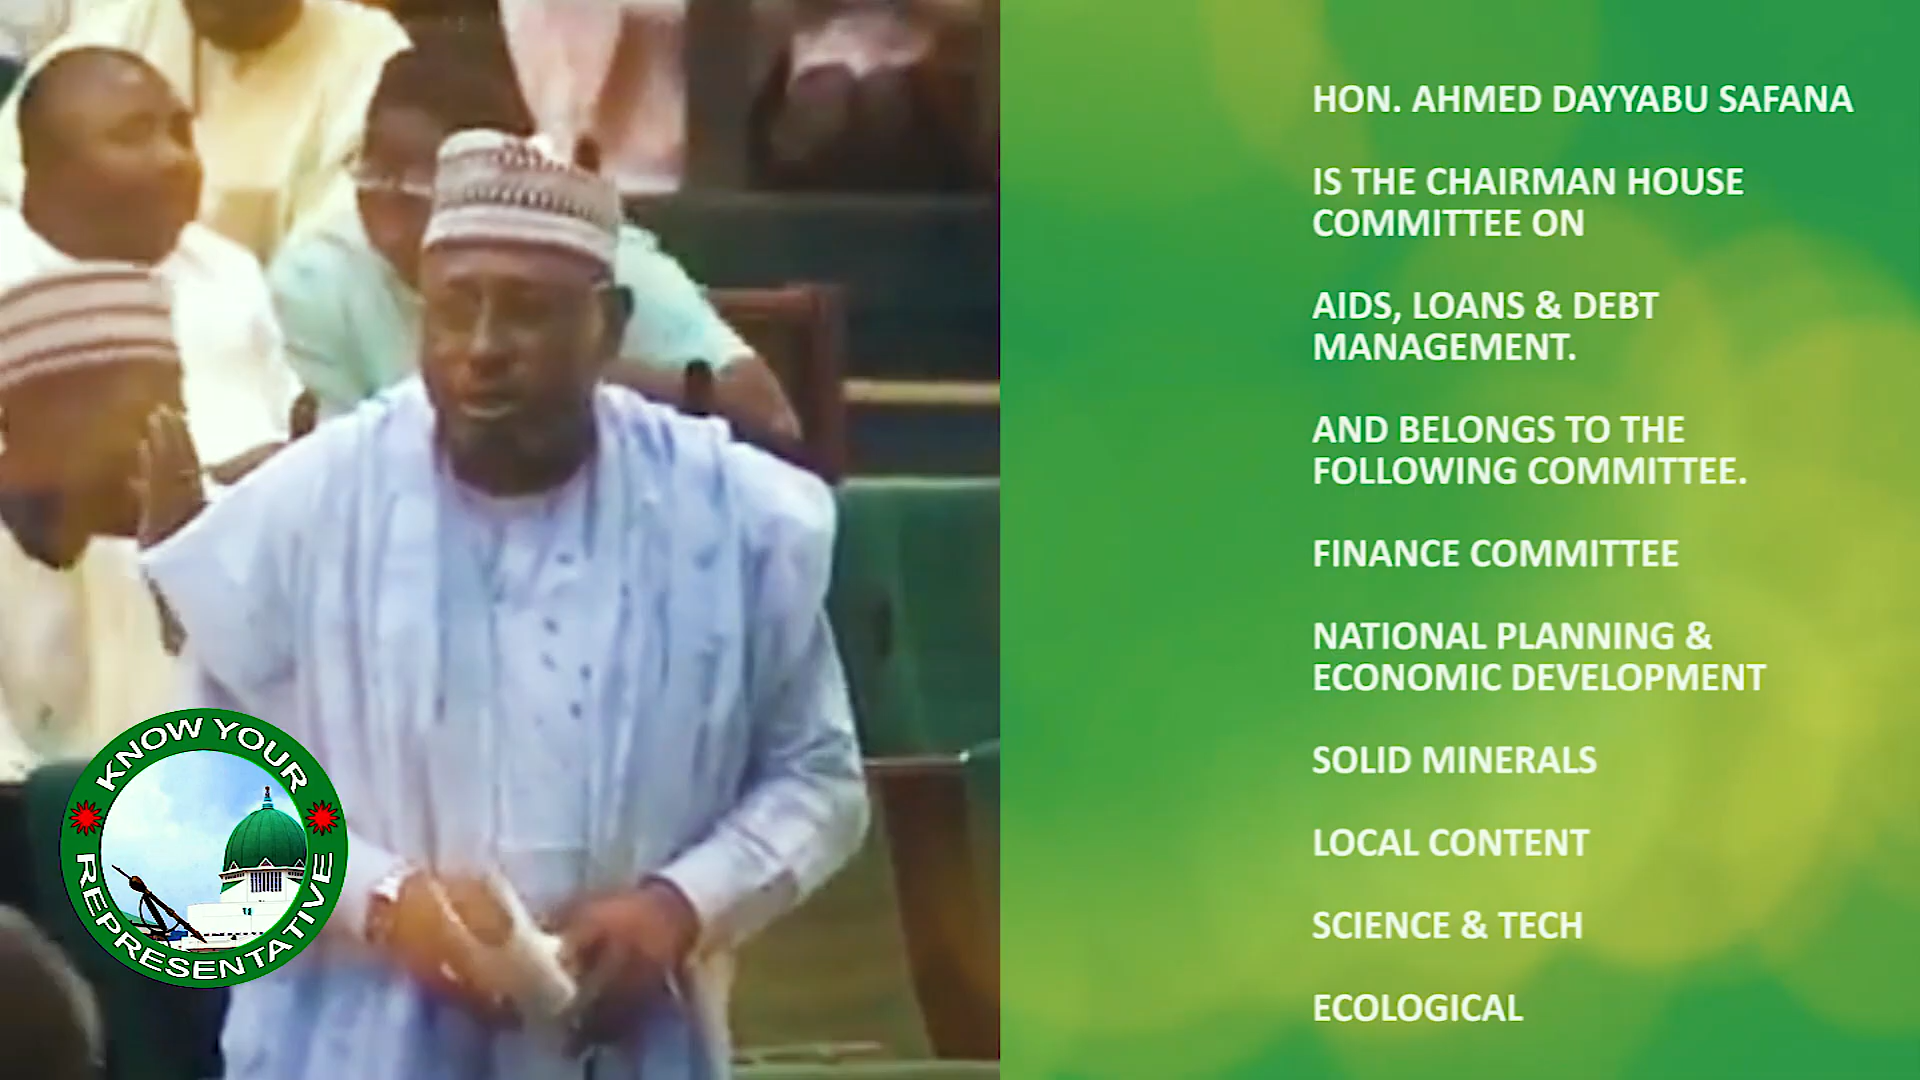 HON. AHMED DAYYABU SAFANA
IS THE CHAIRMAN HOUSE
COMMITTEE ON
AIDS, LOANS & DEBT
MANAGEMENT.
AND BELONGS TO THE
FOLLOWING COMMITTEE.
FINANCE COMMITTEE
NATIONAL PLANNING &
ECONOMIC DEVELOPMENT
SOLID MINERALS
LOCAL CONTENT
SCIENCE & TECH
ECOLOGICAL
KNOW YOUR
REPRESENTATIVE